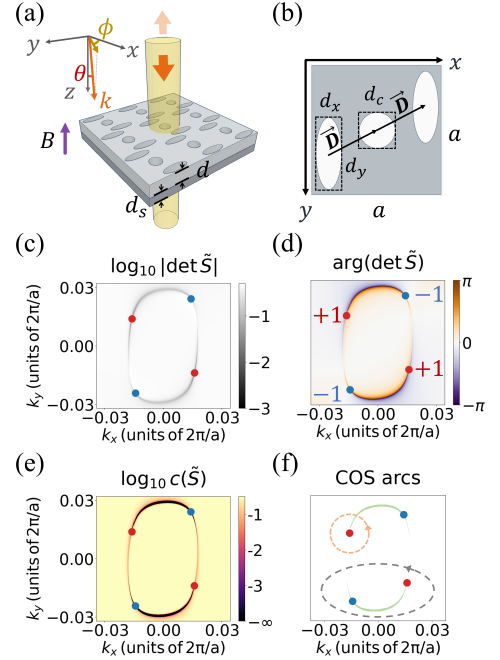 (a)
ϕ
y
x
θ
z
k
B
d
d_s
(b)
x
d_x
d_c
D⃗
D⃗
d_y
a
y
a
(c)
log₁₀ |det S̃|
k_y (units of 2π/a)
0.03
0.00
−0.03
−0.03
0.00
0.03
k_x (units of 2π/a)
−1
−2
−3
(d)
arg(det S̃)
+1
−1
+1
−1
−0.03
0.00
0.03
k_x (units of 2π/a)
π
0
−π
(e)
log₁₀ c(S̃)
k_y (units of 2π/a)
0.03
0.00
−0.03
−0.03
0.00
0.03
k_x (units of 2π/a)
-1
-2
-3
-∞
(f)
COS arcs
−0.03
0.00
0.03
k_x (units of 2π/a)